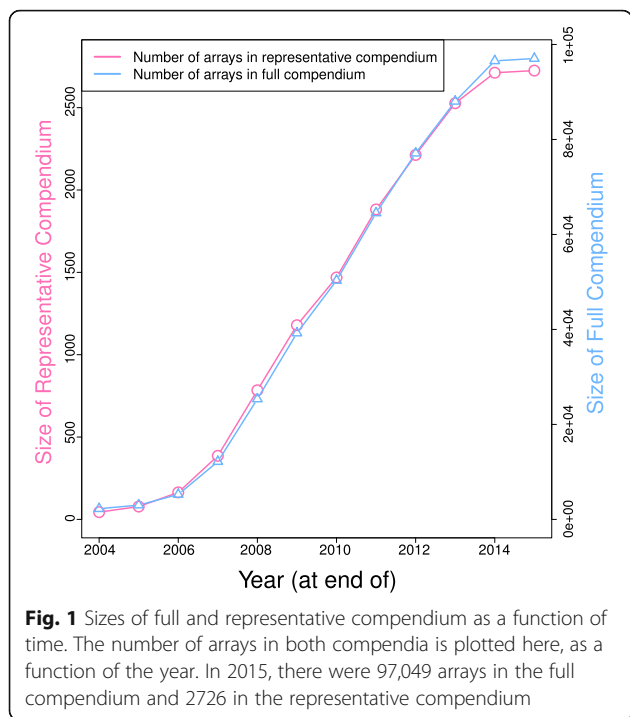 Number of arrays in representative compendium
Number of arrays in full compendium
Size of Representative Compendium
0
500
1000
1500
2000
2500
Size of Full Compendium
0e+00
2e+04
4e+04
6e+04
8e+04
1e+05
2004
2006
2008
2010
2012
2014
Year (at end of)
Fig. 1 Sizes of full and representative compendium as a function of
time. The number of arrays in both compendia is plotted here, as a
function of the year. In 2015, there were 97,049 arrays in the full
compendium and 2726 in the representative compendium